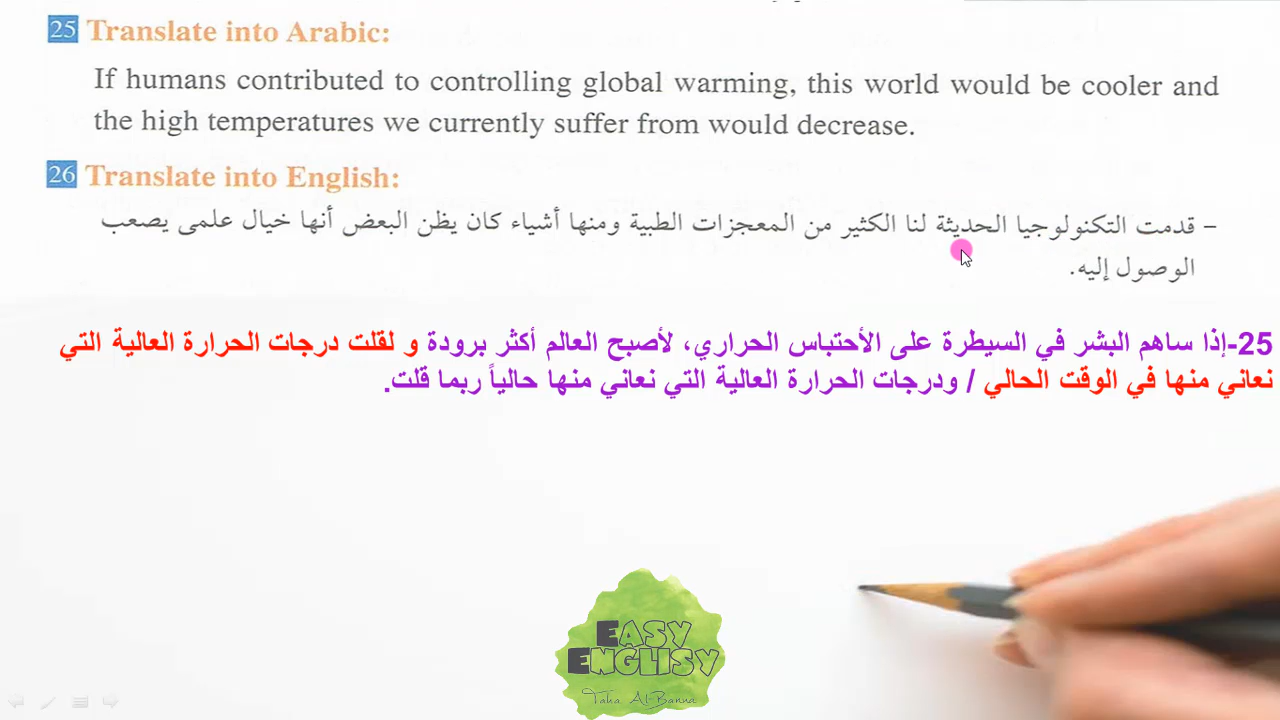 25 Translate into Arabic:
If humans contributed to controlling global warming, this world would be cooler and
the high temperatures we currently suffer from would decrease.
26 Translate into English:
– قدمت التكنولوجيا الحديثة لنا الكثير من المعجزات الطبية ومنها أشياء كان يظن البعض أنها خيال علمى يصعب
الوصول إليه.
25-إذا ساهم البشر في السيطرة على الأحتباس الحراري، لأصبح العالم أكثر برودة و لقلت درجات الحرارة العالية التي
نعاني منها في الوقت الحالي / ودرجات الحرارة العالية التي نعاني منها حالياً ربما قلت.
EASY
ENGLISY
Taha Al-Banna